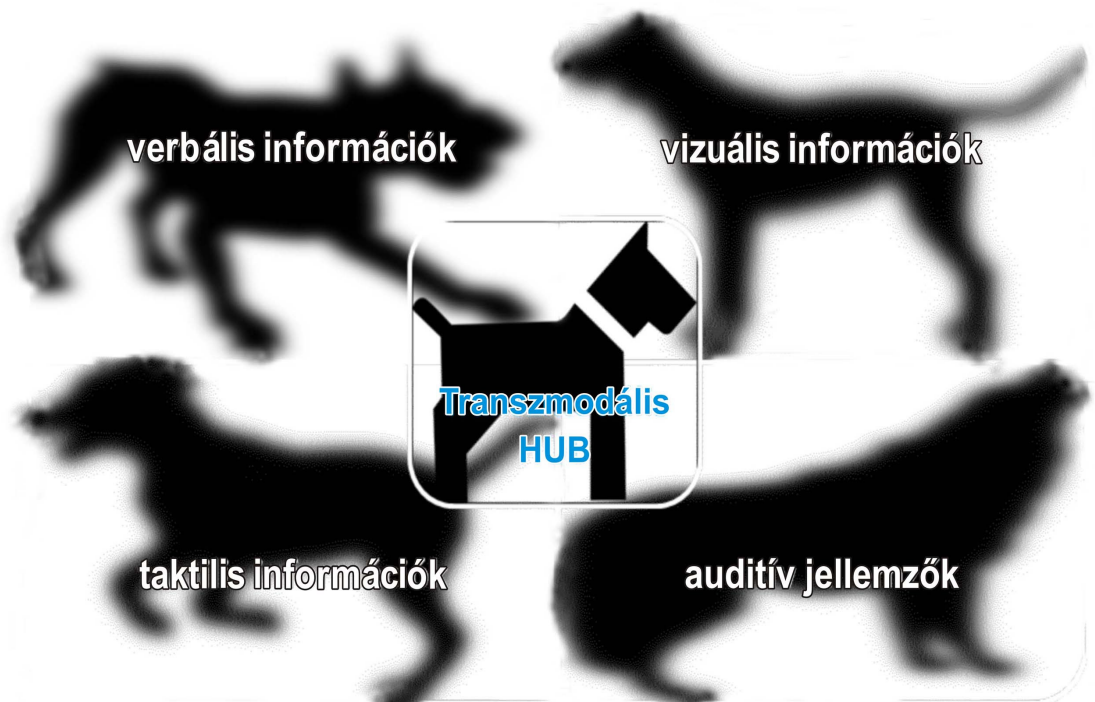 verbális információk
vizuális információk
Transzmodális
HUB
taktilis információk
auditív jellemzők